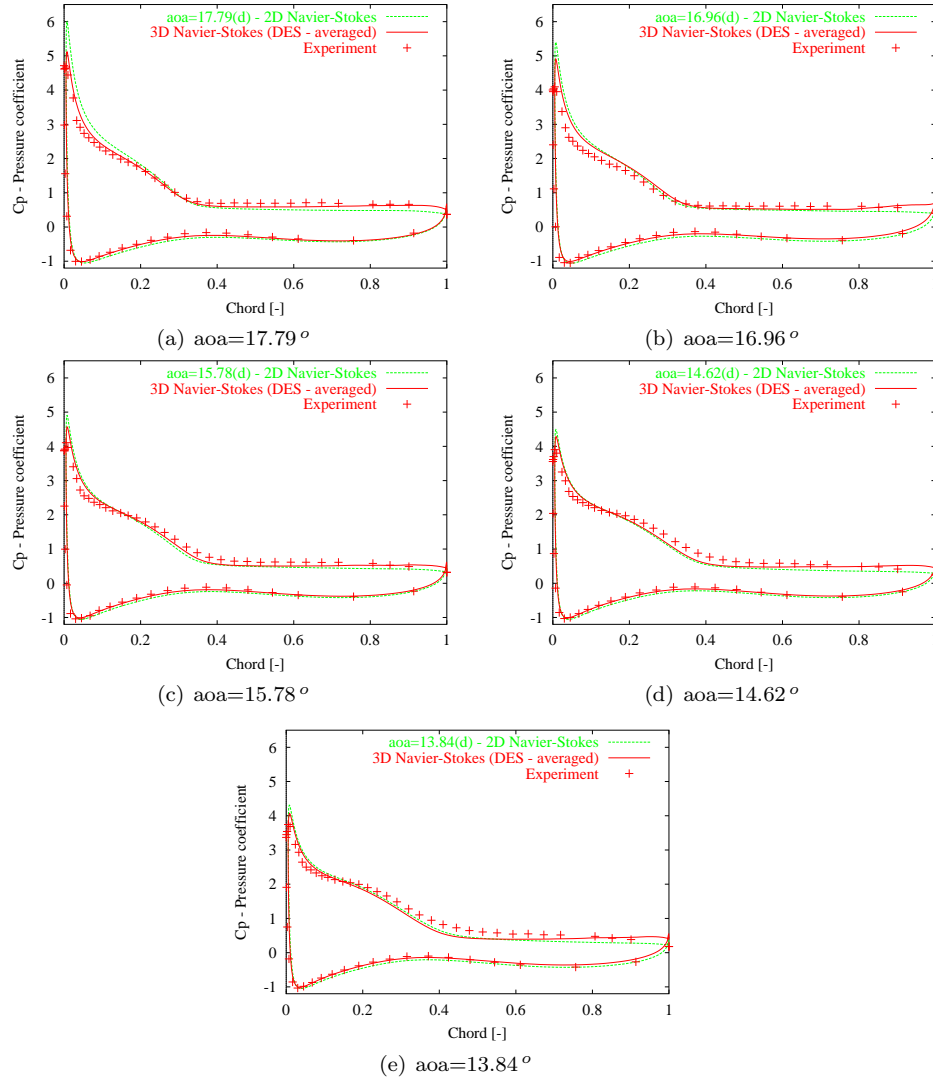 aoa=17.79(d) - 2D Navier-Stokes
3D Navier-Stokes (DES - averaged)
Experiment
Cp - Pressure coefficient
6
5
4
3
2
1
0
-1
0
0.2
0.4
0.6
0.8
1
Chord [-]
(a) aoa=17.79°
aoa=16.96(d) - 2D Navier-Stokes
3D Navier-Stokes (DES - averaged)
Experiment
Cp - Pressure coefficient
6
5
4
3
2
1
0
-1
0
0.2
0.4
0.6
0.8
1
Chord [-]
(b) aoa=16.96°
aoa=15.78(d) - 2D Navier-Stokes
3D Navier-Stokes (DES - averaged)
Experiment
Cp - Pressure coefficient
6
5
4
3
2
1
0
-1
0
0.2
0.4
0.6
0.8
1
Chord [-]
(c) aoa=15.78°
aoa=14.62(d) - 2D Navier-Stokes
3D Navier-Stokes (DES - averaged)
Experiment
Cp - Pressure coefficient
6
5
4
3
2
1
0
-1
0
0.2
0.4
0.6
0.8
1
Chord [-]
(d) aoa=14.62°
aoa=13.84(d) - 2D Navier-Stokes
3D Navier-Stokes (DES - averaged)
Experiment
Cp - Pressure coefficient
6
5
4
3
2
1
0
-1
0
0.2
0.4
0.6
0.8
1
Chord [-]
(e) aoa=13.84°